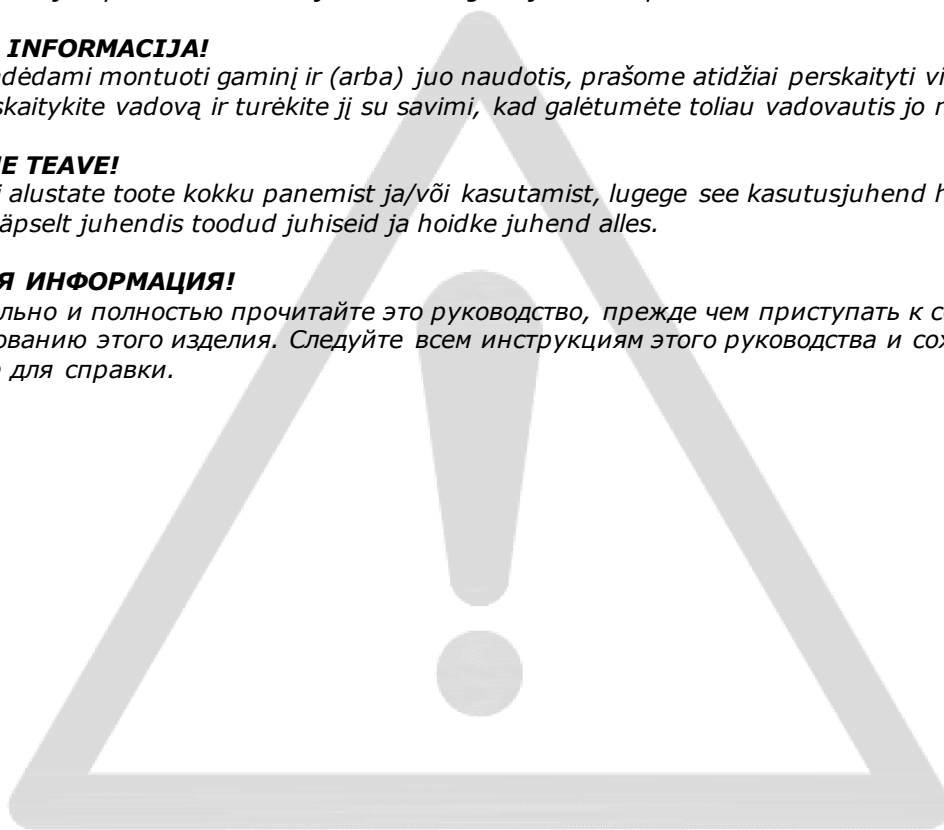 INFORMACIJA!
dėdami montuoti gaminį ir (arba) juo naudotis, prašome atidžiai perskaityti vi
skaitykite vadovą ir turėkite jį su savimi, kad galėtumėte toliau vadovautis jo
E TEAVE!
i alustate toote kokku panemist ja/või kasutamist, lugege see kasutusjuhend
äpselt juhendis toodud juhiseid ja hoidke juhend alles.
Я ИНФОРМАЦИЯ!
льно и полностью прочитайте это руководство, прежде чем приступать к с
ованию этого изделия. Следуйте всем инструкциям этого руководства и сох
для справки.